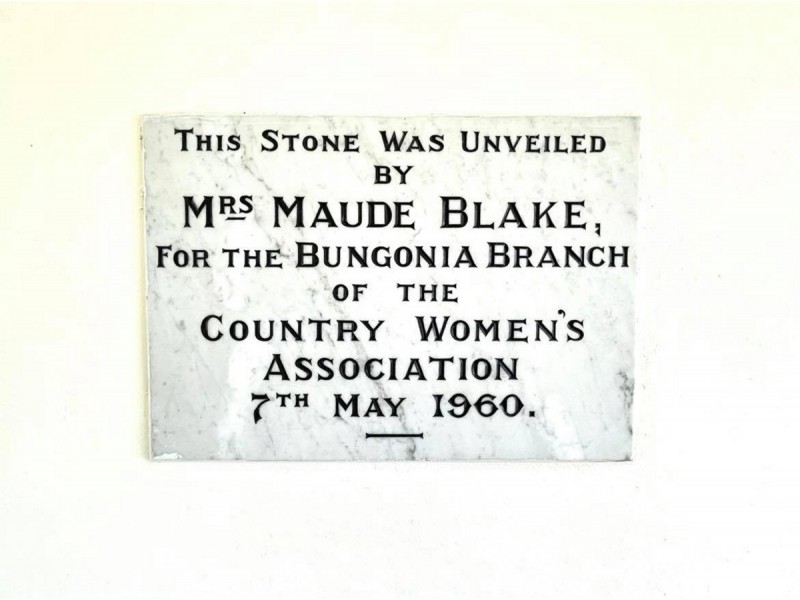 THIS STONE WAS UNVEILED
BY
MRS MAUDE BLAKE,
FOR THE BUNGONIA BRANCH
OF THE
COUNTRY WOMEN'S
ASSOCIATION
7TH MAY 1960.